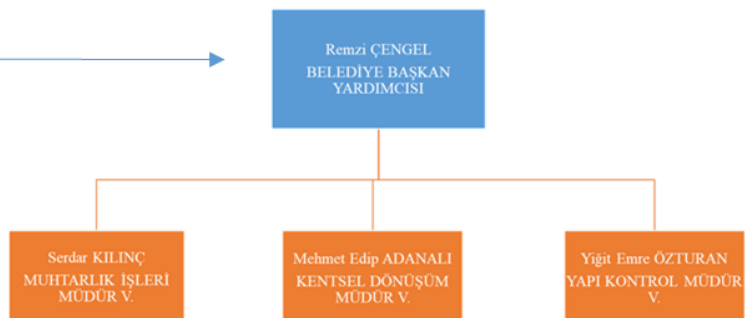 Remzi ÇENGEL
BELEDİYE BAŞKAN
YARDIMCISI
Serdar KILINÇ
MUHTARLIK İŞLERİ
MÜDÜR V.
Mehmet Edip ADANALI
KENTSEL DÖNÜŞÜM
MÜDÜR V.
Yiğit Emre ÖZTURAN
YAPI KONTROL MÜDÜR
V.